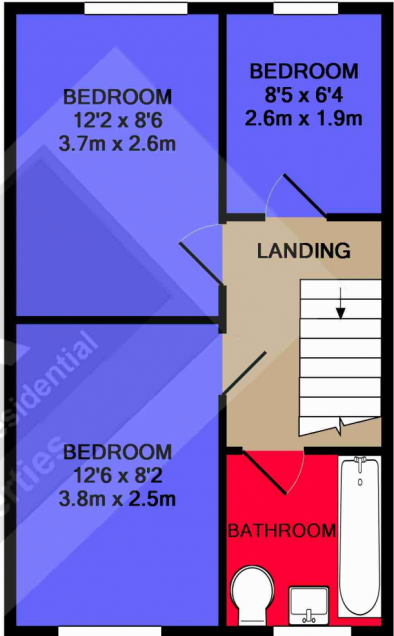 BEDROOM
12'2 x 8'6
3.7m x 2.6m
BEDROOM
8'5 x 6'4
2.6m x 1.9m
LANDING
BEDROOM
12'6 x 8'2
3.8m x 2.5m
BATHROOM